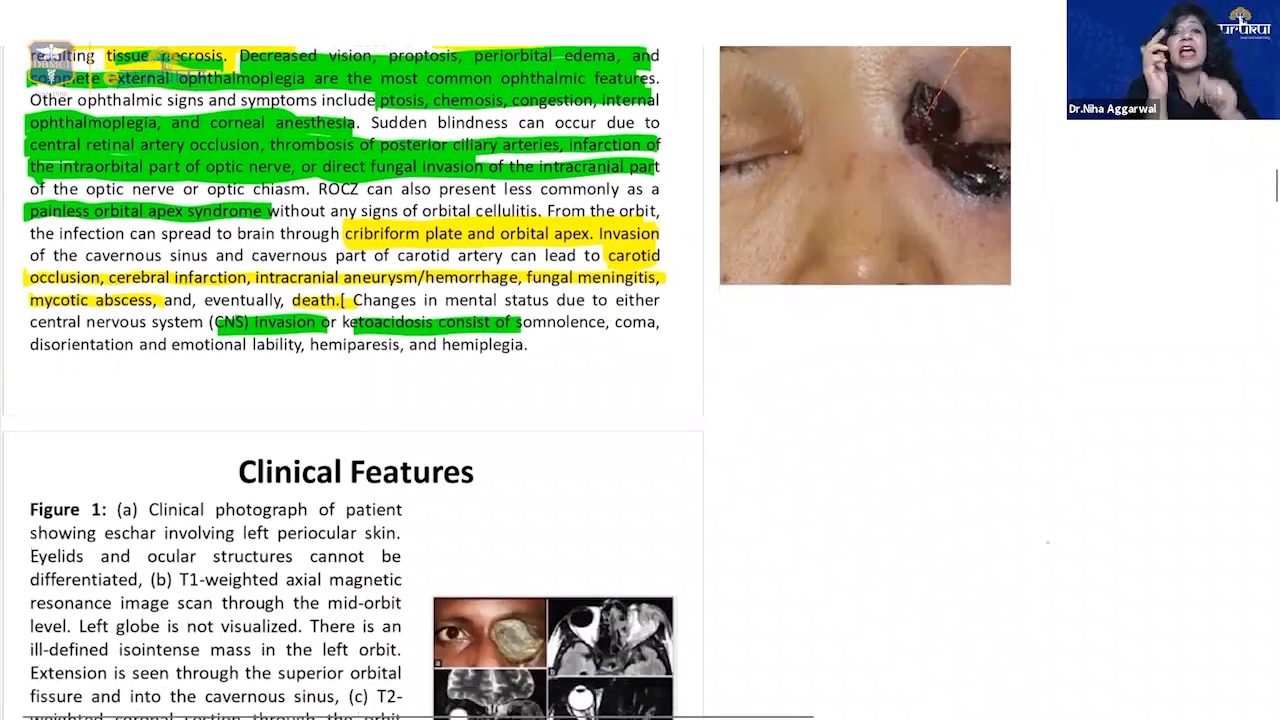 resulting tissue necrosis. Decreased vision, proptosis, periorbital edema, and
complete external ophthalmoplegia are the most common ophthalmic features.
Other ophthalmic signs and symptoms include ptosis, chemosis, congestion, internal
ophthalmoplegia, and corneal anesthesia. Sudden blindness can occur due to
central retinal artery occlusion, thrombosis of posterior ciliary arteries, infarction of
the intraorbital part of optic nerve, or direct fungal invasion of the intracranial part
of the optic nerve or optic chiasm. ROCZ can also present less commonly as a
painless orbital apex syndrome without any signs of orbital cellulitis. From the orbit,
the infection can spread to brain through cribriform plate and orbital apex. Invasion
of the cavernous sinus and cavernous part of carotid artery can lead to carotid
occlusion, cerebral infarction, intracranial aneurysm/hemorrhage, fungal meningitis,
mycotic abscess, and, eventually, death.[ Changes in mental status due to either
central nervous system (CNS) invasion or ketoacidosis consist of somnolence, coma,
disorientation and emotional lability, hemiparesis, and hemiplegia.
Clinical Features
Figure 1: (a) Clinical photograph of patient
showing eschar involving left periocular skin.
Eyelids and ocular structures cannot be
differentiated, (b) T1-weighted axial magnetic
resonance image scan through the mid-orbit
level. Left globe is not visualized. There is an
ill-defined isointense mass in the left orbit.
Extension is seen through the superior orbital
fissure and into the cavernous sinus, (c) T2-
weighted coronal section through the orbit
DBMCI
Dr.Niha Aggarwal